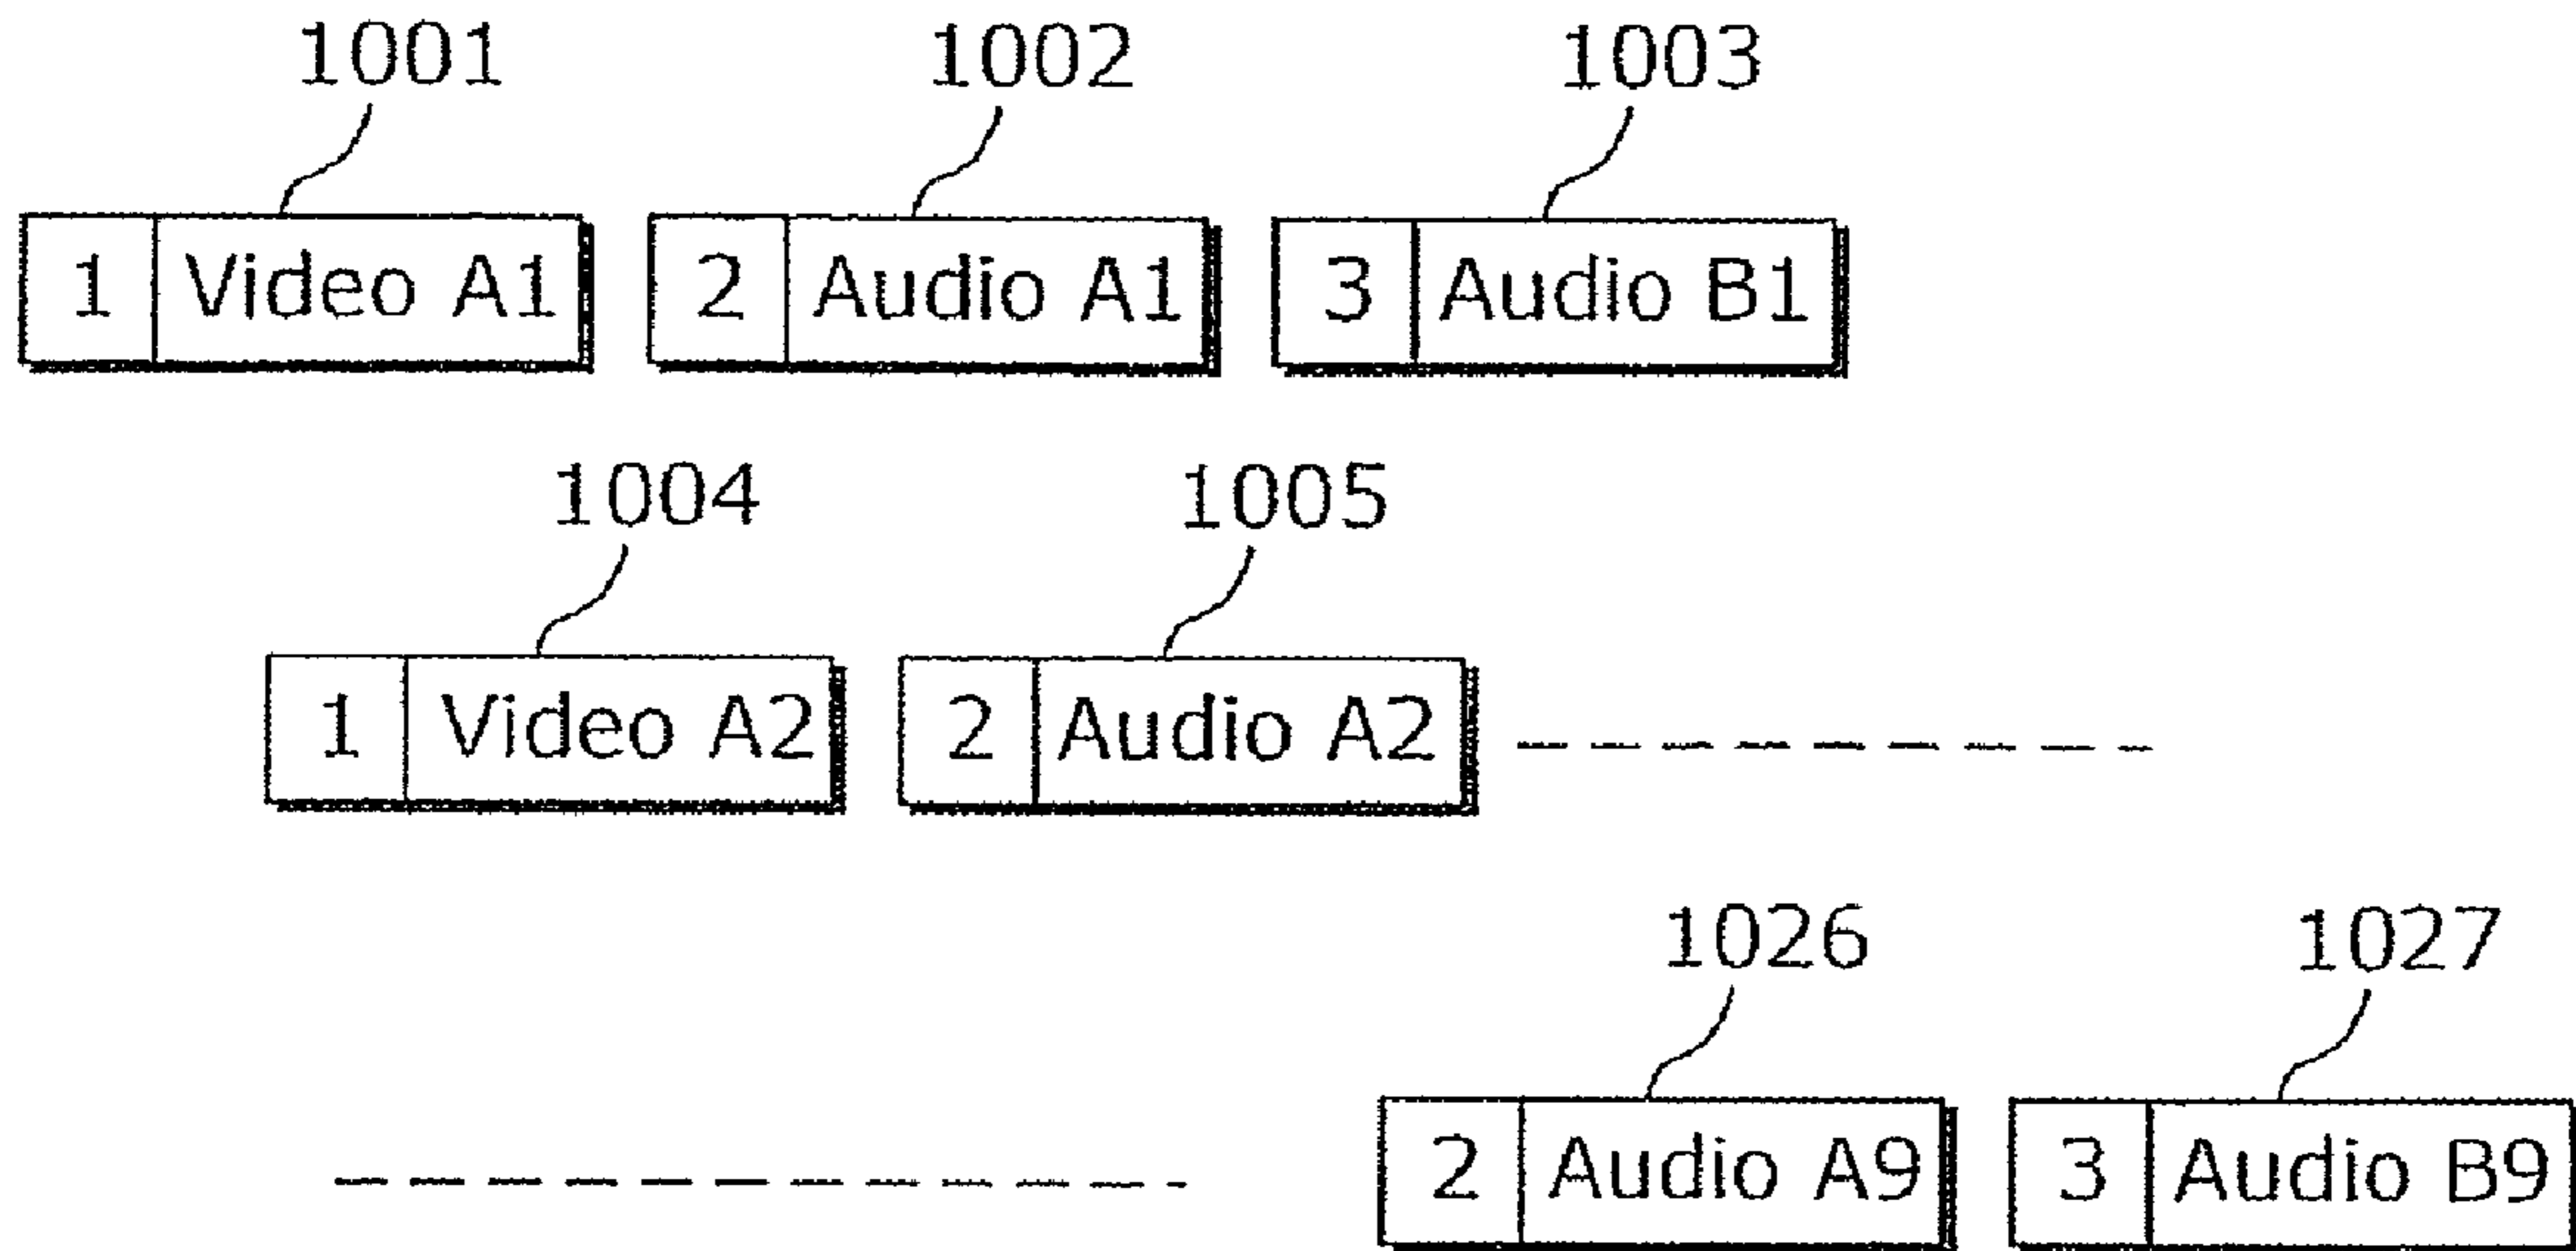 1001 1002 1003
1 Video A1 2 Audio A1 3 Audio B1
1004 1005
1 Video A2 2 Audio A2
1026 1027
2 Audio A9 3 Audio B9